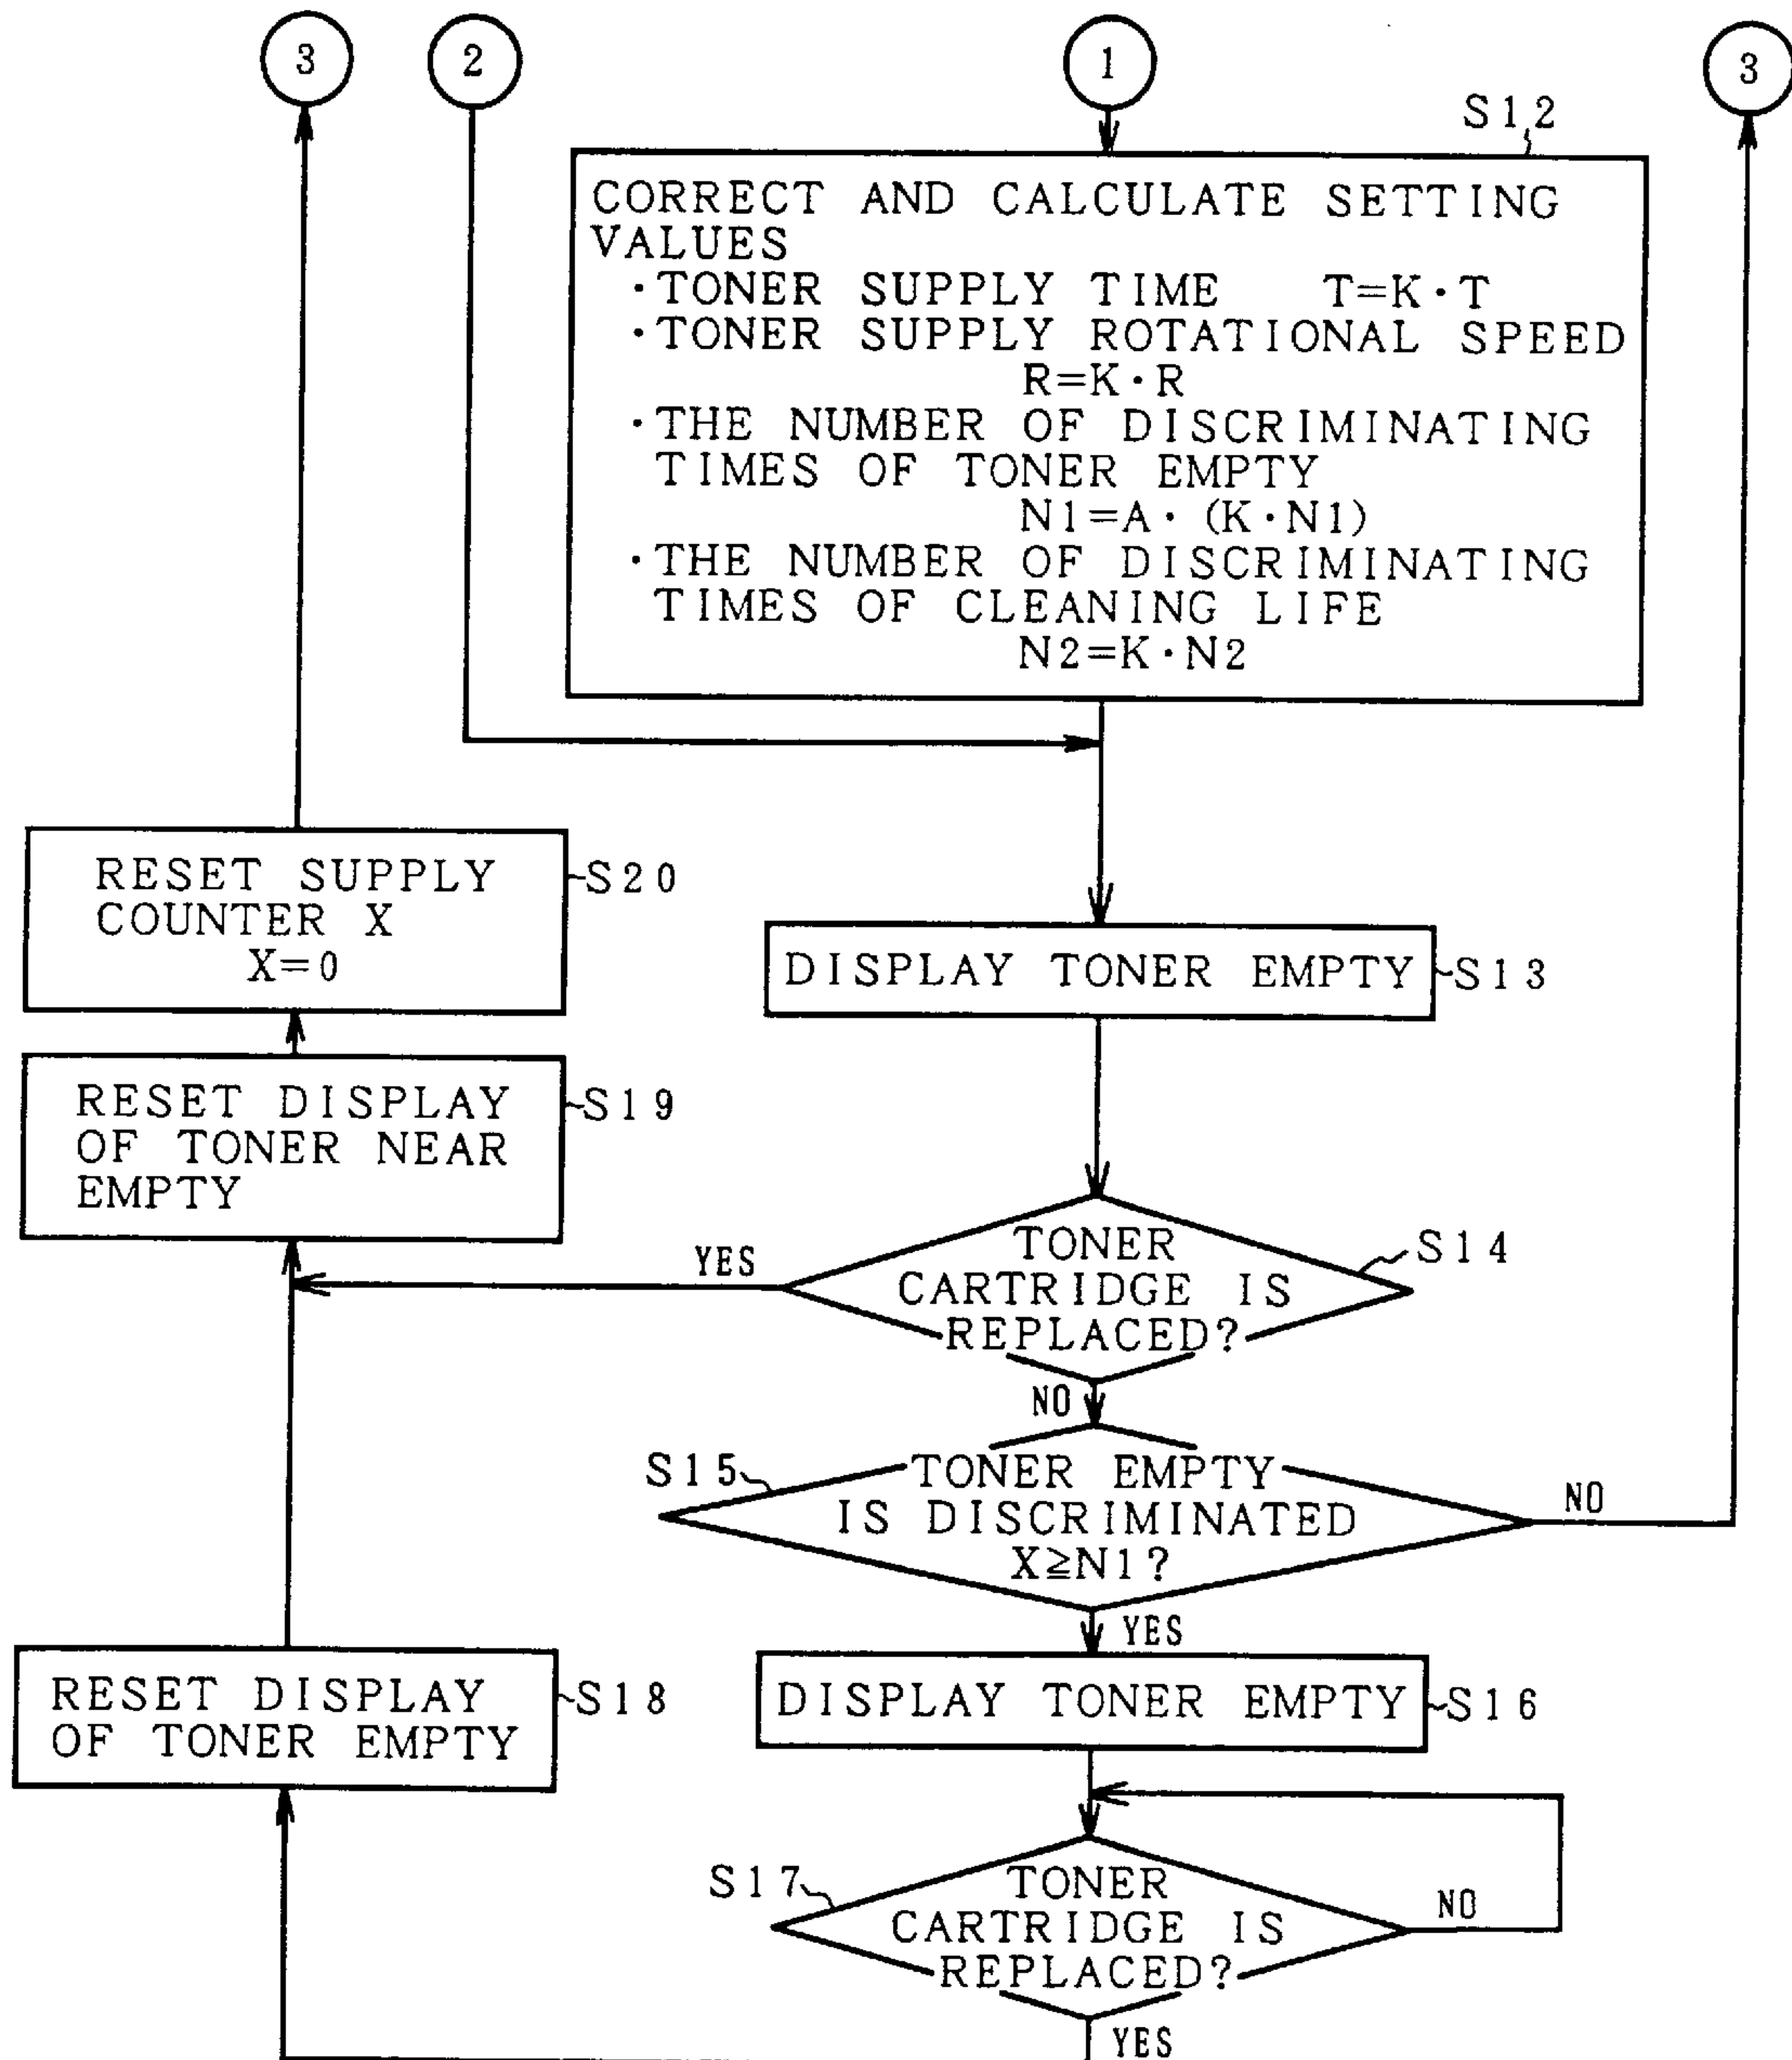 3
2
1
3
S12
CORRECT AND CALCULATE SETTING
VALUES
·TONER SUPPLY TIME T=K·T
·TONER SUPPLY ROTATIONAL SPEED
R=K·R
·THE NUMBER OF DISCRIMINATING
TIMES OF TONER EMPTY
N1=A·(K·N1)
·THE NUMBER OF DISCRIMINATING
TIMES OF CLEANING LIFE
N2=K·N2
RESET SUPPLY
COUNTER X
X=0
S20
DISPLAY TONER EMPTY
S13
RESET DISPLAY
OF TONER NEAR
EMPTY
S19
YES
TONER
CARTRIDGE IS
REPLACED?
S14
NO
S15
TONER EMPTY
IS DISCRIMINATED
X≧N1?
NO
YES
RESET DISPLAY
OF TONER EMPTY
S18
DISPLAY TONER EMPTY
S16
S17
TONER
CARTRIDGE IS
REPLACED?
NO
YES